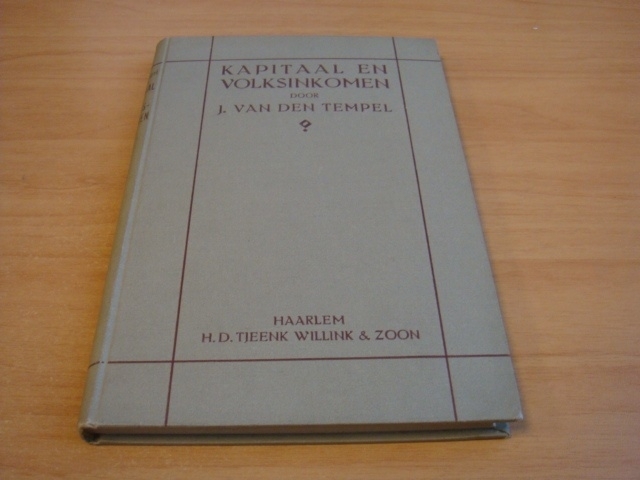 KAPITAAL EN
VOLKSINKOMEN
DOOR
J. VAN DEN TEMPEL
HAARLEM
H. D. TJEENK WILLINK & ZOON